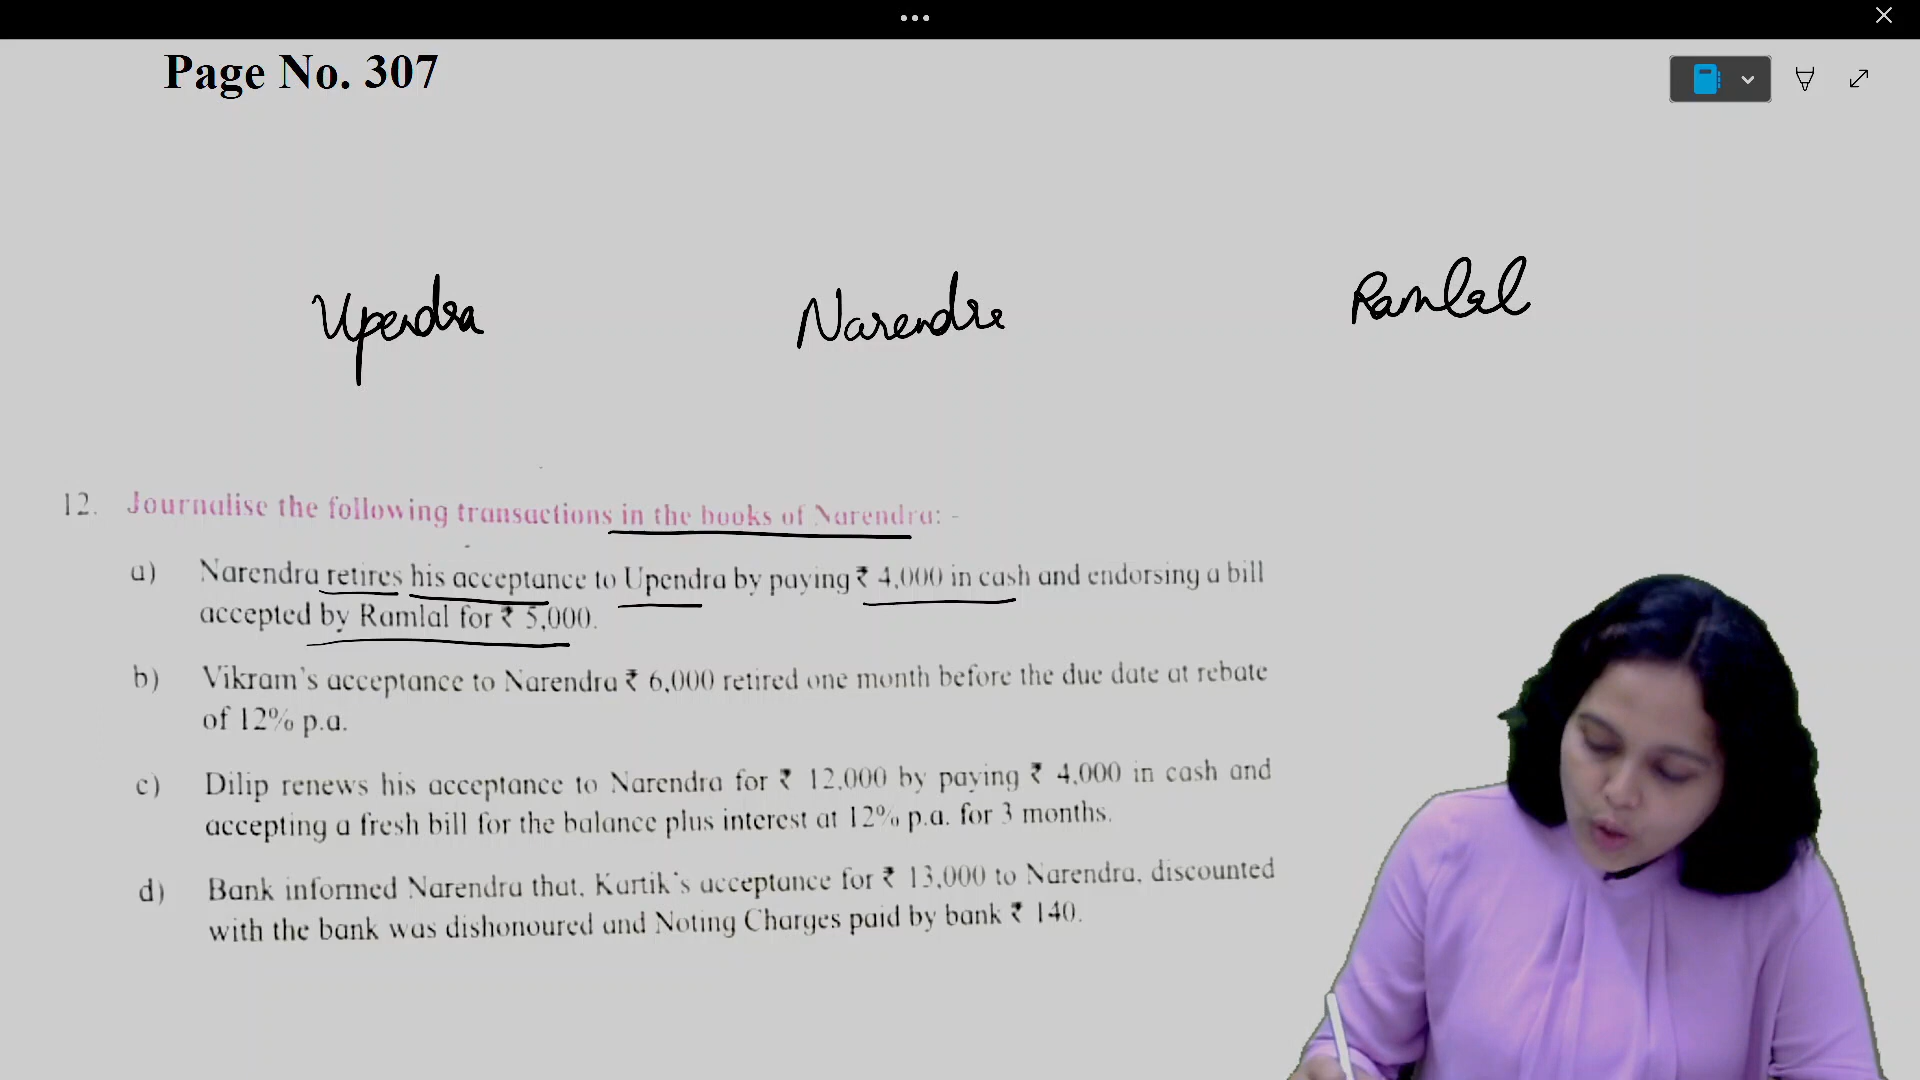 Page No. 307
Upendra Narendra Ramlal
12. Journalise the following transactions in the books of Narendra: -
a) Narendra retires his acceptance to Upendra by paying ₹ 4,000 in cash and endorsing a bill
accepted by Ramlal for ₹ 5,000.
b) Vikram's acceptance to Narendra ₹ 6,000 retired one month before the due date at rebate
of 12% p.a.
c) Dilip renews his acceptance to Narendra for ₹ 12,000 by paying ₹ 4,000 in cash and
accepting a fresh bill for the balance plus interest at 12% p.a. for 3 months.
d) Bank informed Narendra that, Kartik's acceptance for ₹ 13,000 to Narendra, discounted
with the bank was dishonoured and Noting Charges paid by bank ₹ 140.